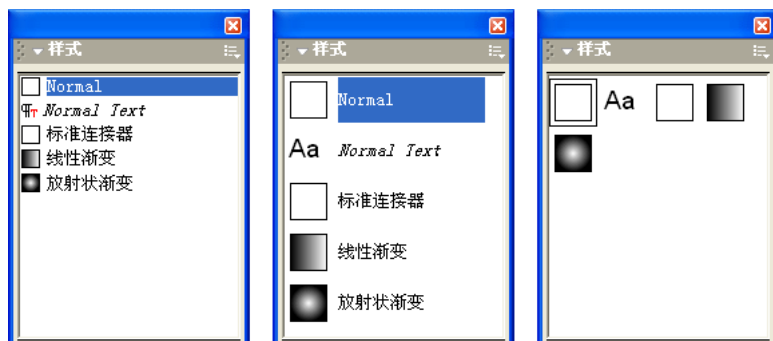 样式
Normal
Normal Text
标准连接器
线性渐变
放射状渐变
样式
Normal
Aa Normal Text
标准连接器
线性渐变
放射状渐变
样式
Aa